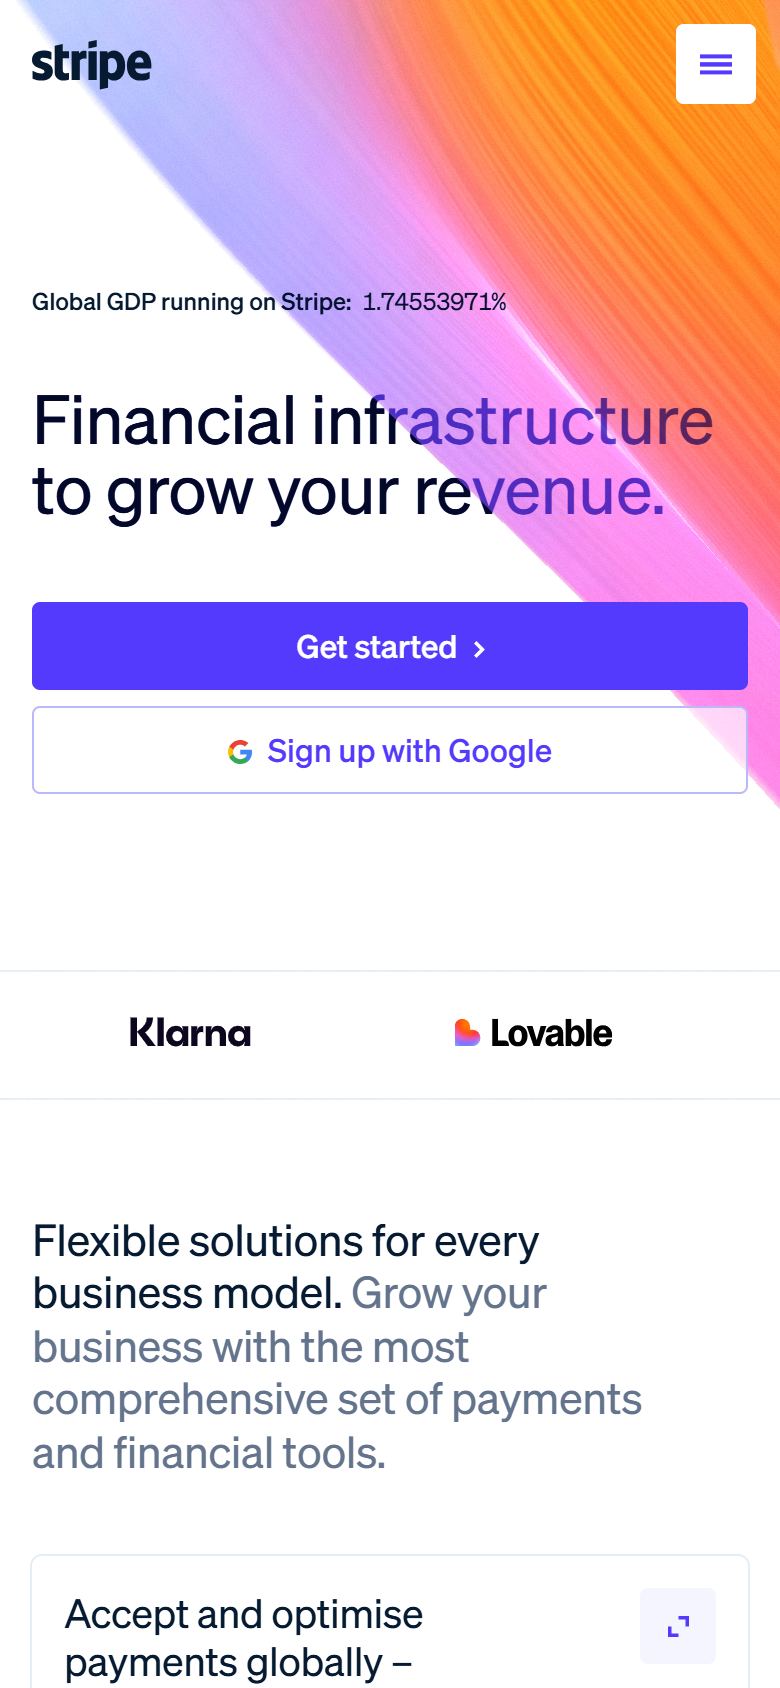 stripe
Global GDP running on Stripe: 1.74553971%
Financial infrastructure
to grow your revenue.
Get started
Sign up with Google
Klarna
Lovable
Flexible solutions for every
business model. Grow your
business with the most
comprehensive set of payments
and financial tools.
Accept and optimise
payments globally –